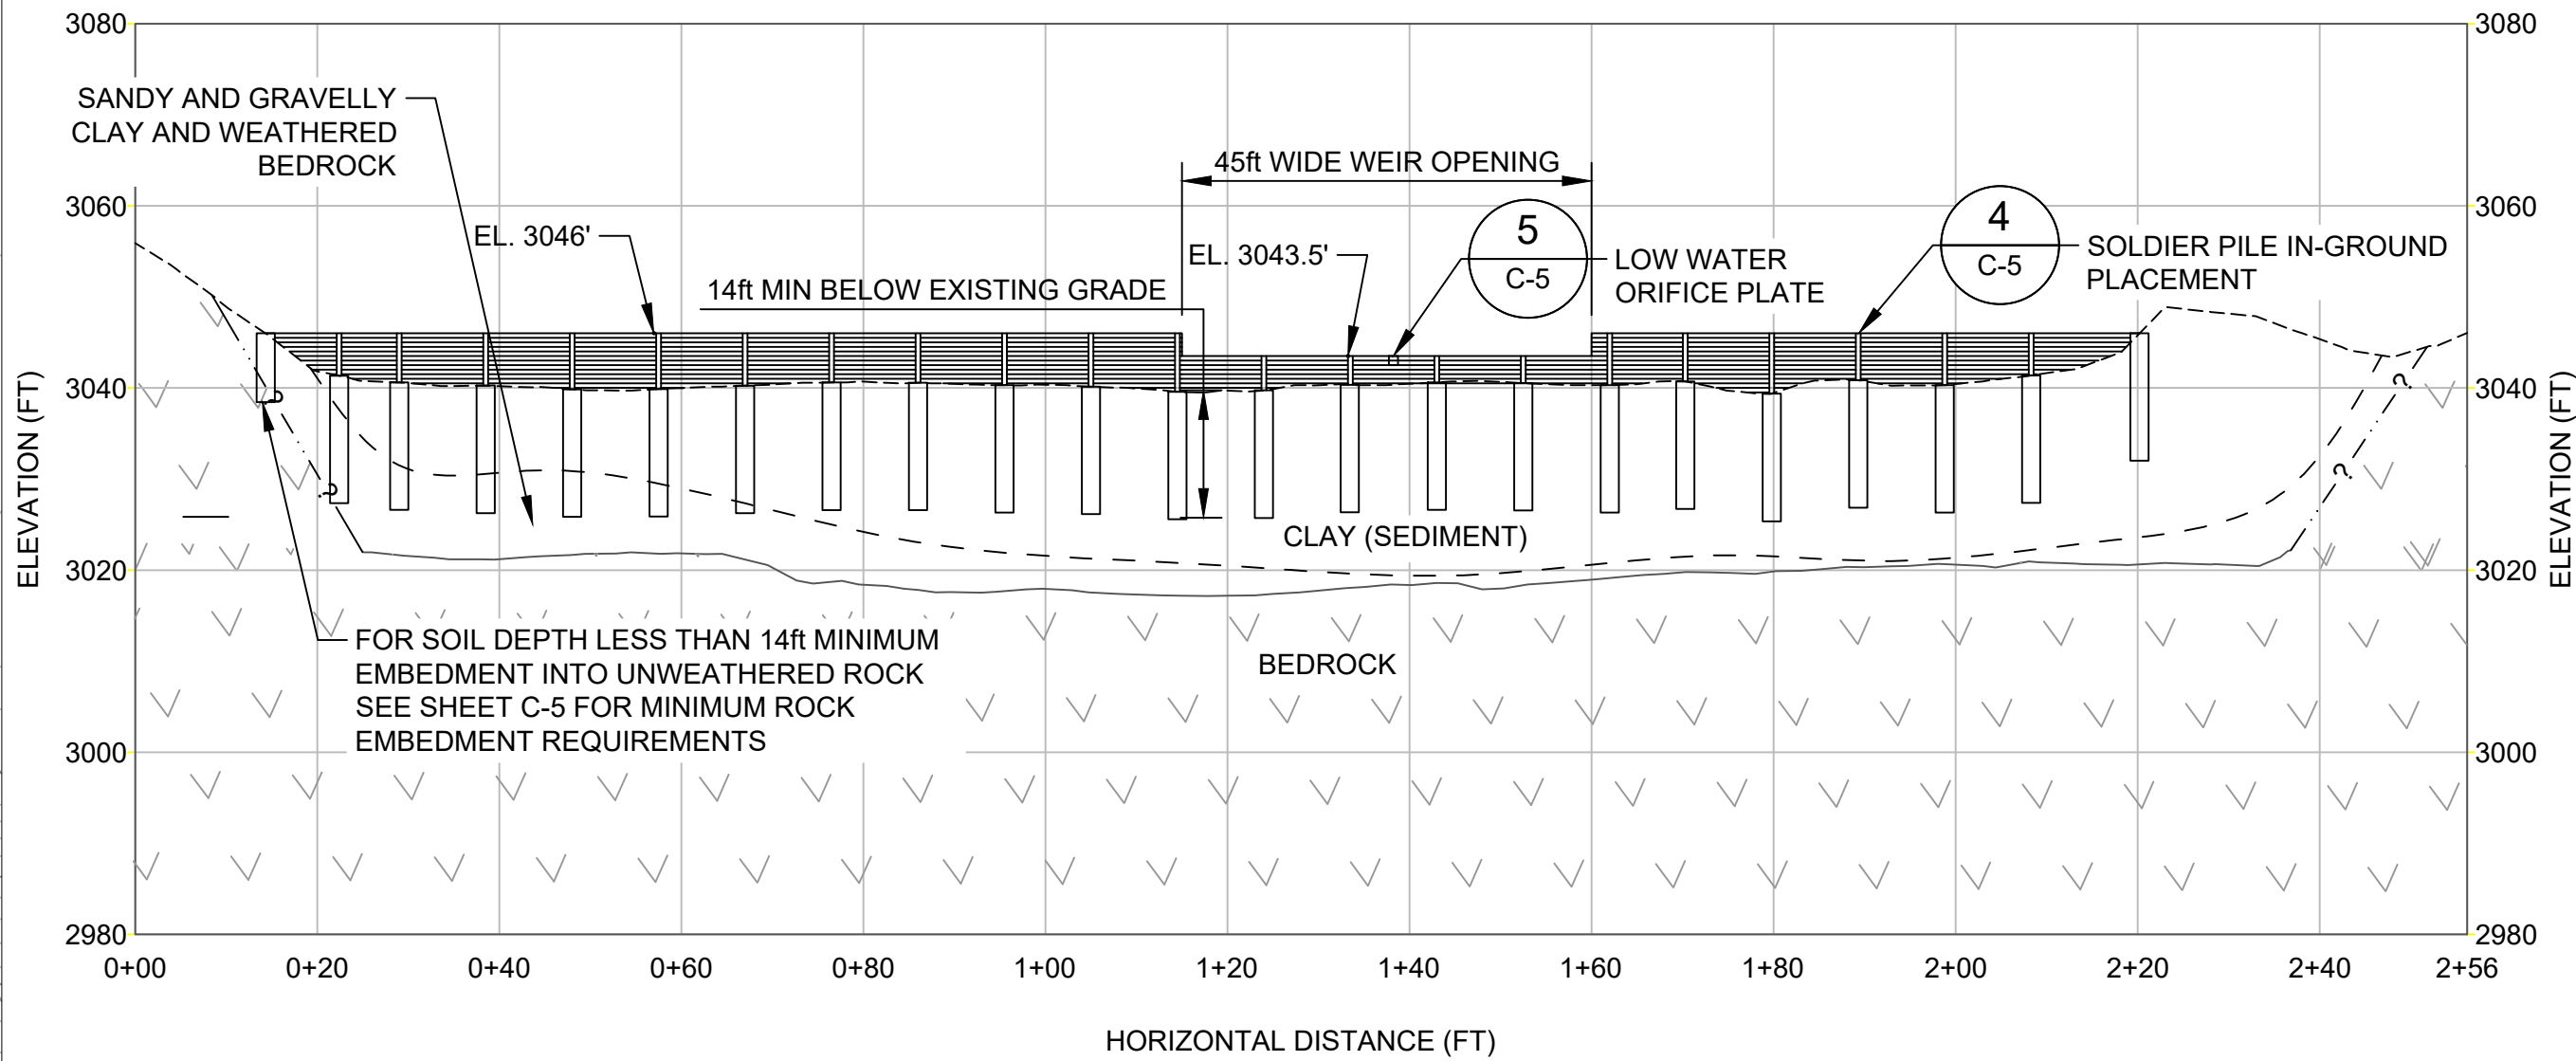 3080
3080
SANDY AND GRAVELLY
CLAY AND WEATHERED
BEDROCK
45ft WIDE WEIR OPENING
3060
3060
EL. 3046'
EL. 3043.5'
5
C-5
LOW WATER
ORIFICE PLATE
4
C-5
SOLDIER PILE IN-GROUND
PLACEMENT
14ft MIN BELOW EXISTING GRADE
3040
3040
?
?
?
?
ELEVATION (FT)
ELEVATION (FT)
CLAY (SEDIMENT)
3020
3020
FOR SOIL DEPTH LESS THAN 14ft MINIMUM
EMBEDMENT INTO UNWEATHERED ROCK
SEE SHEET C-5 FOR MINIMUM ROCK
EMBEDMENT REQUIREMENTS
BEDROCK
3000
3000
2980
2980
0+00 0+20 0+40 0+60 0+80 1+00 1+20 1+40 1+60 1+80 2+00 2+20 2+40 2+56
HORIZONTAL DISTANCE (FT)